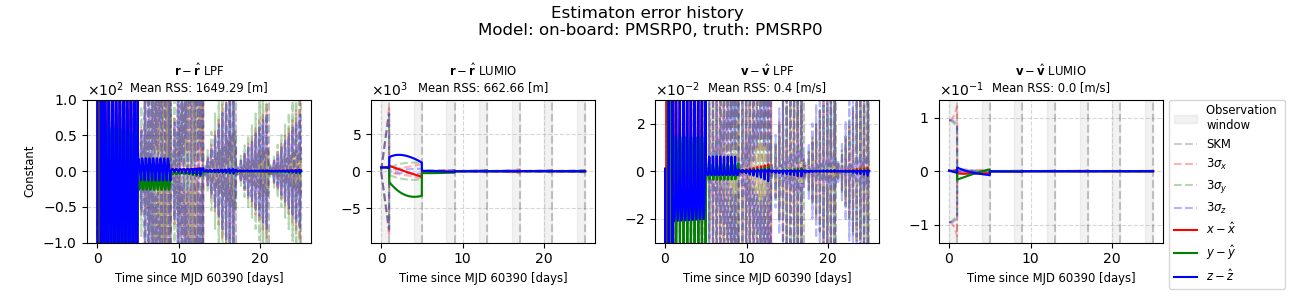 Estimaton error history
Model: on-board: PMSRP0, truth: PMSRP0
r − r̂ LPF
×10² Mean RSS: 1649.29 [m]
1.0
0.5
0.0
−0.5
−1.0
Constant
0
10
20
Time since MJD 60390 [days]
r − r̂ LUMIO
×10³ Mean RSS: 662.66 [m]
5
0
−5
0
10
20
Time since MJD 60390 [days]
v − v̂ LPF
×10⁻² Mean RSS: 0.4 [m/s]
2
0
−2
0
10
20
Time since MJD 60390 [days]
v − v̂ LUMIO
×10⁻¹ Mean RSS: 0.0 [m/s]
1
0
−1
0
10
20
Time since MJD 60390 [days]
Observation
window
SKM
3σₓ
3σ_y
3σ_z
x − x̂
y − ŷ
z − ẑ